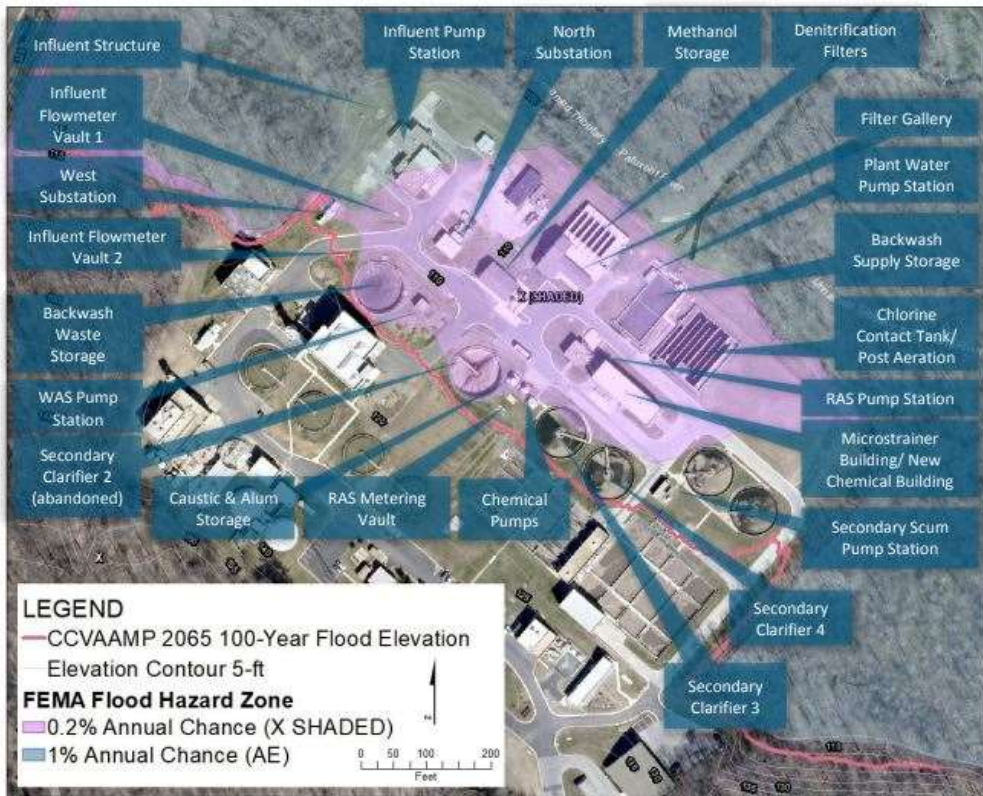 Influent Structure
Influent Pump
Station
North
Substation
Methanol
Storage
Denitrification
Filters
Influent
Flowmeter
Vault 1
Filter Gallery
West
Substation
Plant Water
Pump Station
Influent Flowmeter
Vault 2
Backwash
Supply Storage
X (SHADED)
110
Backwash
Waste
Storage
Chlorine
Contact Tank/
Post Aeration
WAS Pump
Station
RAS Pump Station
Secondary
Clarifier 2
(abandoned)
Microstrainer
Building/ New
Chemical Building
Caustic & Alum
Storage
RAS Metering
Vault
Chemical
Pumps
Secondary Scum
Pump Station
X
Secondary
Clarifier 4
Secondary
Clarifier 3
LEGEND
CCVAAMP 2065 100-Year Flood Elevation
Elevation Contour 5-ft
FEMA Flood Hazard Zone
0.2% Annual Chance (X SHADED)
1% Annual Chance (AE)
0 50 100 200
Feet